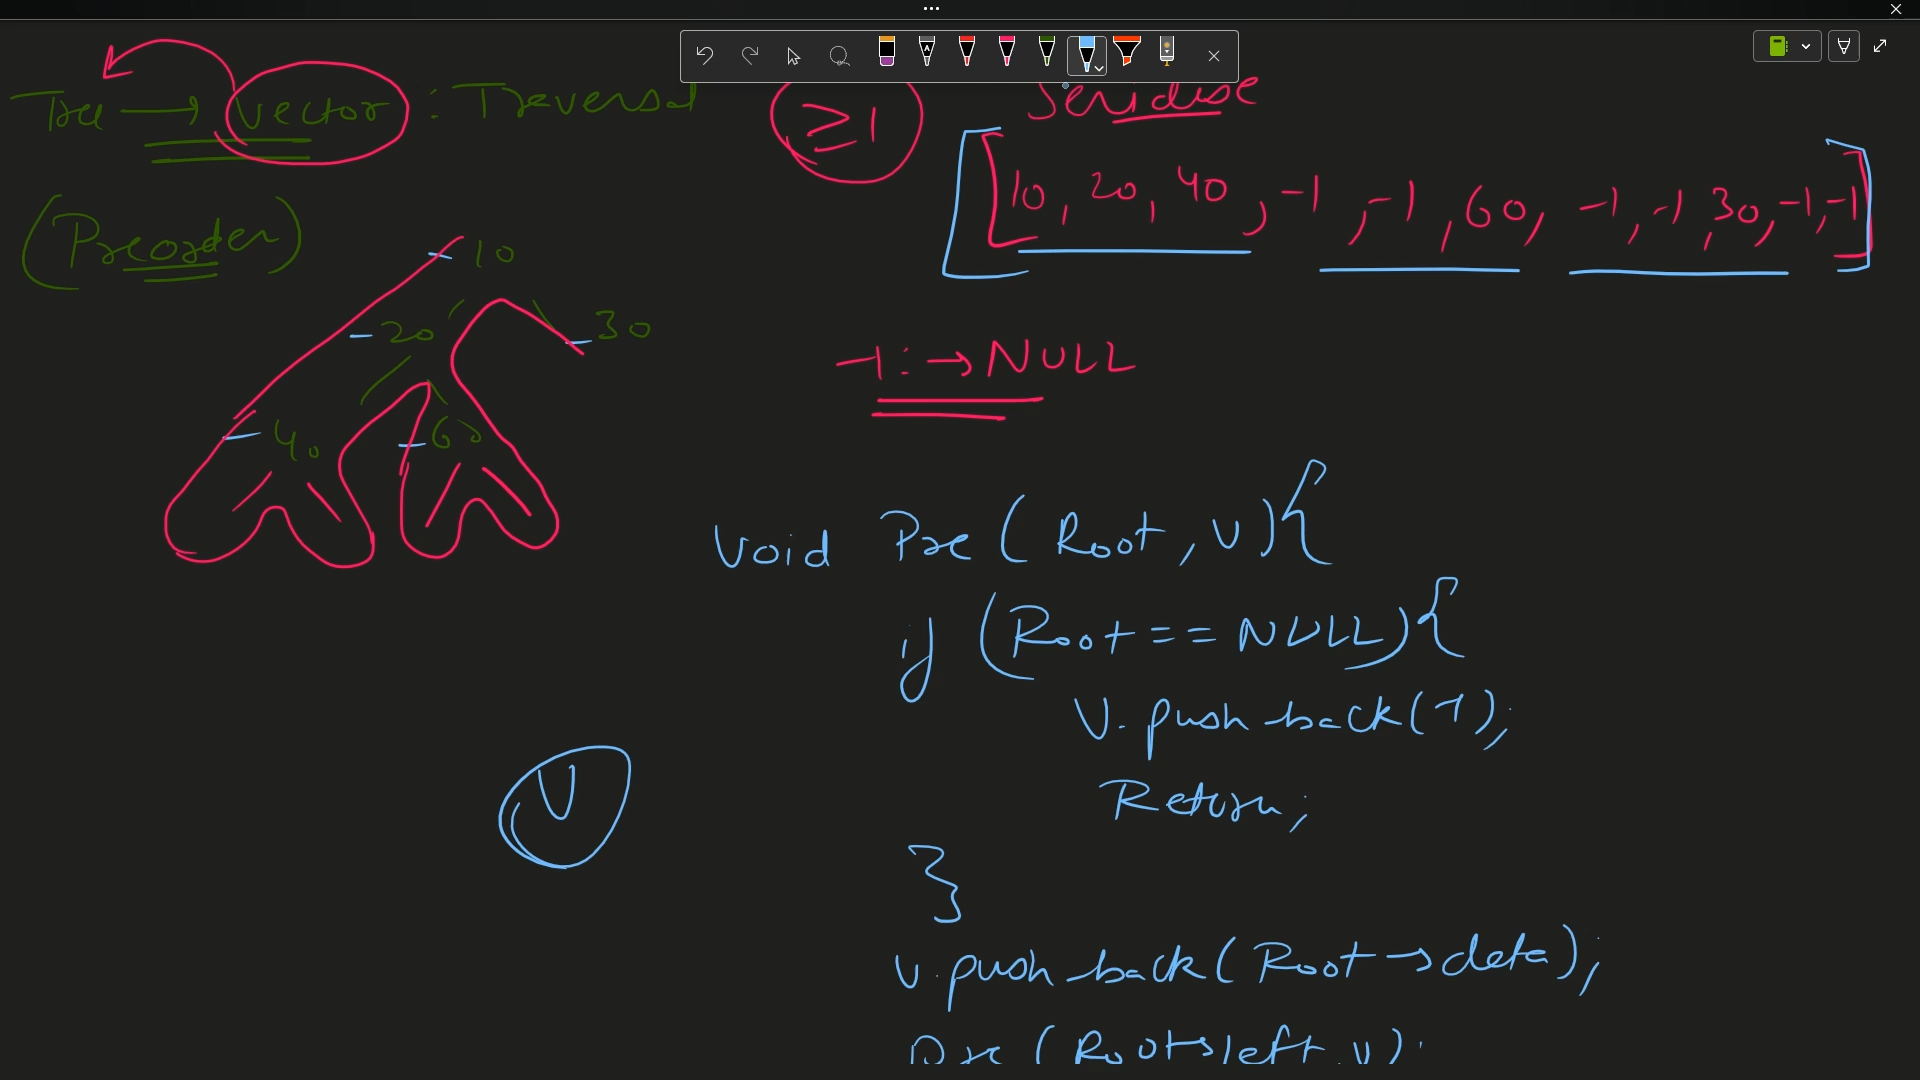 Tree → Vector : Traversal
≥1
Serialise
(Preorder)
[10, 20, 40, -1, -1, 60, -1, -1, 30, -1, -1]
10
20
30
40
60
-1 : → NULL
Void Pre (Root, V){
if (Root == NULL){
V.push-back(-1);
Return;
}
V
V.push-back(Root→data);
Pre (Root→left, V);